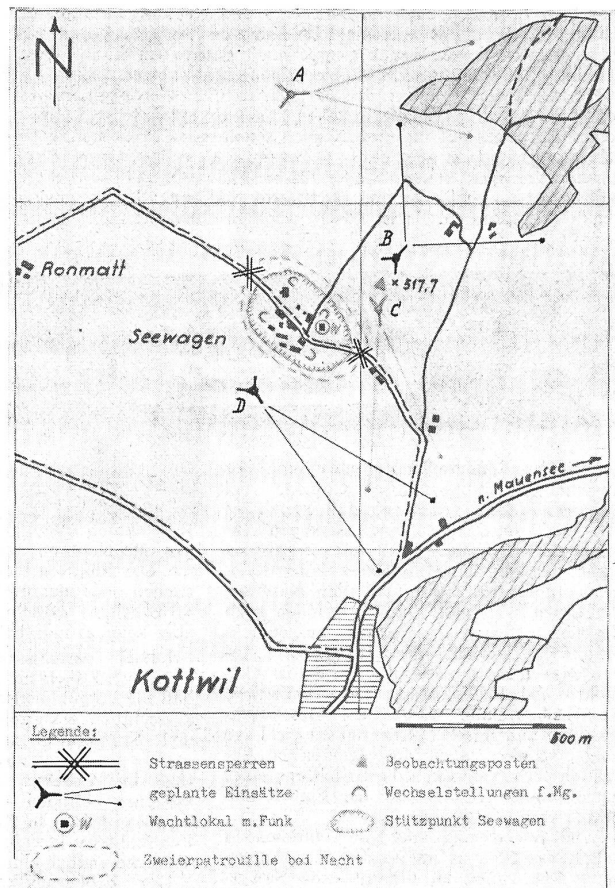 N
A
B
× 517,7
C
Ronmatt
W
Seewagen
D
n. Mauensee
Kottwil
500 m
Legende:
Strassensperren
Beobachtungsposten
geplante Einsätze
Wechselstellungen f.Mg.
W Wachtlokal m.Funk
Stützpunkt Seewagen
Zweierpatrouille bei Nacht